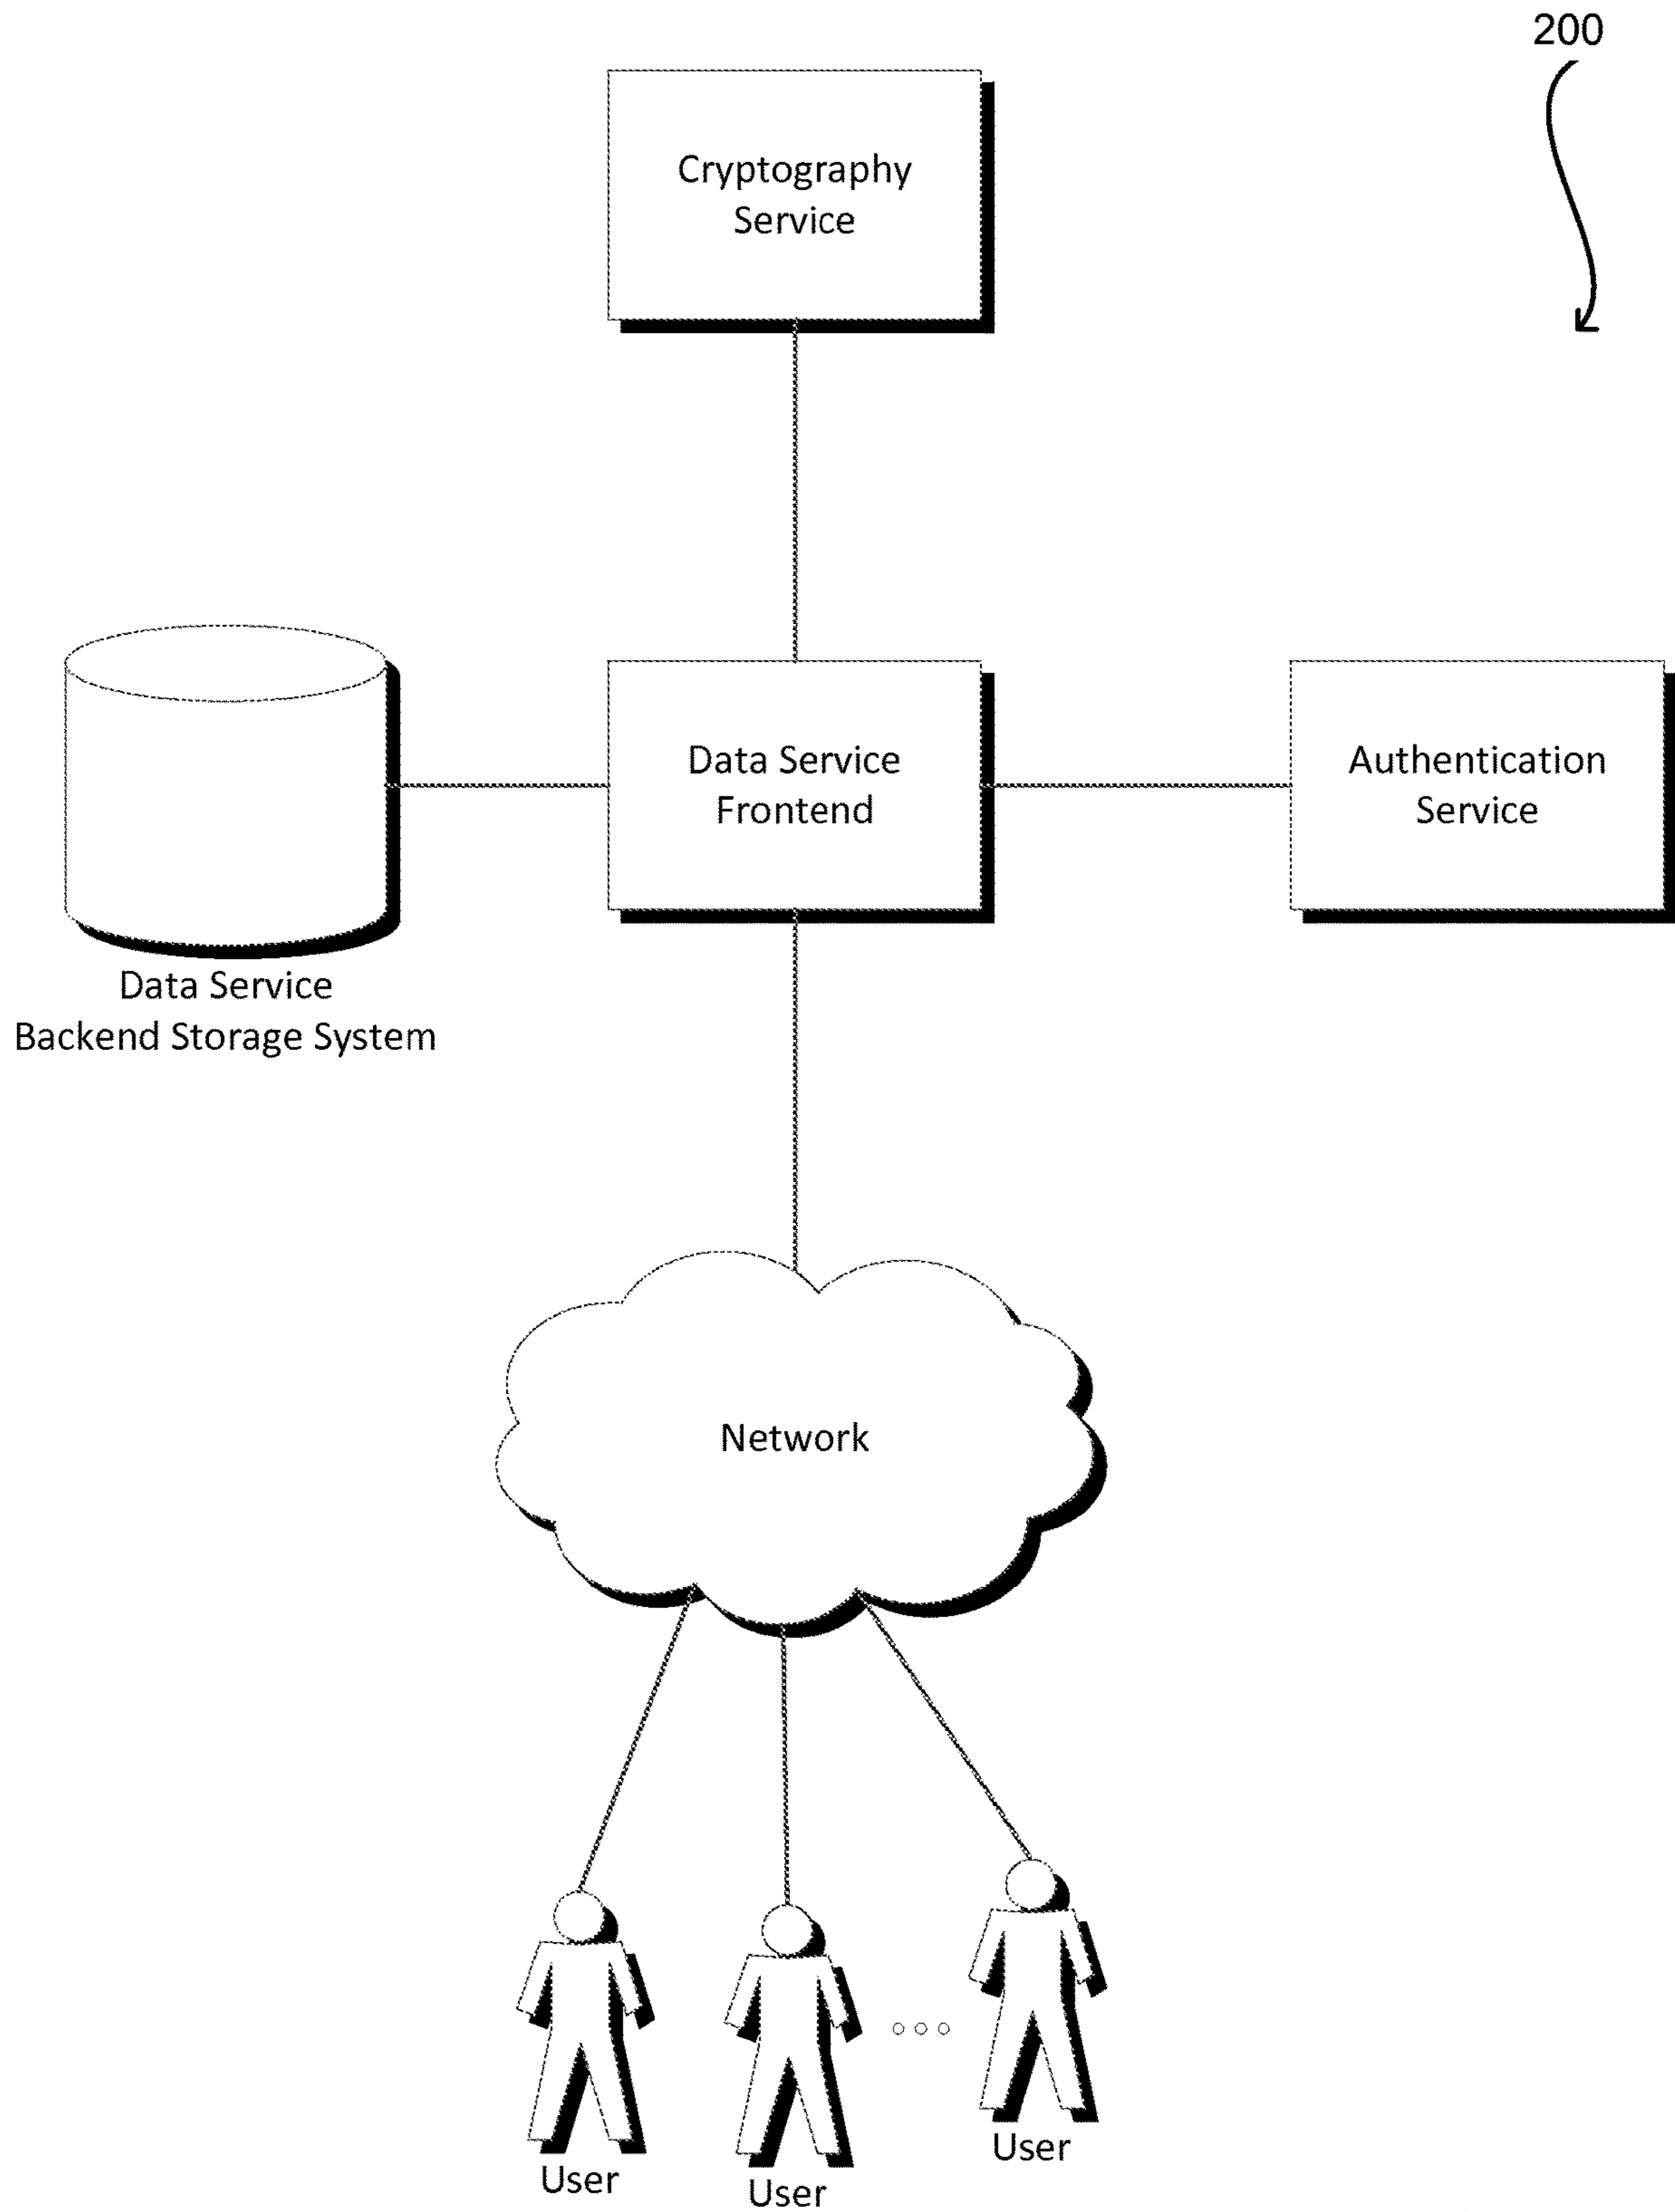 200
Cryptography
Service
Data Service
Frontend
Authentication
Service
Data Service
Backend Storage System
Network
User
User
User